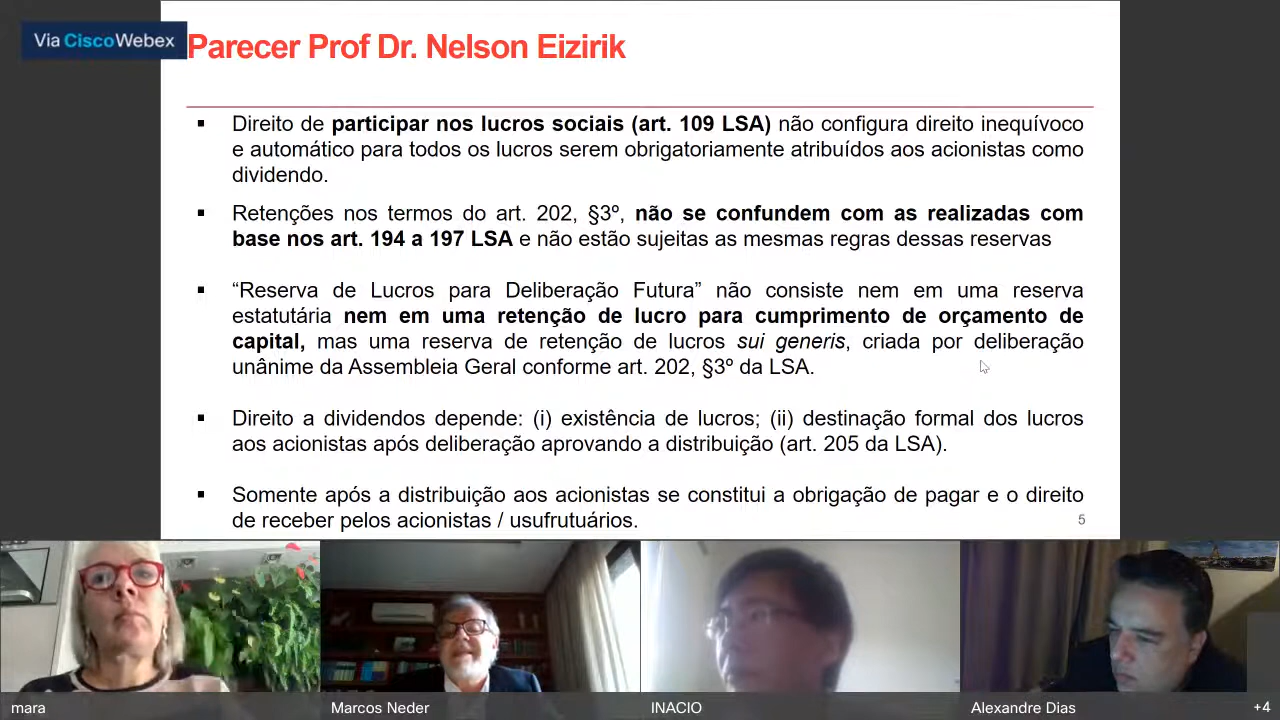 Via CiscoWebex
Parecer Prof Dr. Nelson Eizirik
▪ Direito de participar nos lucros sociais (art. 109 LSA) não configura direito inequívoco
e automático para todos os lucros serem obrigatoriamente atribuídos aos acionistas como
dividendo.
▪ Retenções nos termos do art. 202, §3º, não se confundem com as realizadas com
base nos art. 194 a 197 LSA e não estão sujeitas as mesmas regras dessas reservas
▪ “Reserva de Lucros para Deliberação Futura” não consiste nem em uma reserva
estatutária nem em uma retenção de lucro para cumprimento de orçamento de
capital, mas uma reserva de retenção de lucros sui generis, criada por deliberação
unânime da Assembleia Geral conforme art. 202, §3º da LSA.
▪ Direito a dividendos depende: (i) existência de lucros; (ii) destinação formal dos lucros
aos acionistas após deliberação aprovando a distribuição (art. 205 da LSA).
▪ Somente após a distribuição aos acionistas se constitui a obrigação de pagar e o direito
de receber pelos acionistas / usufrutuários.
5
mara
Marcos Neder
INACIO
Alexandre Dias
+4